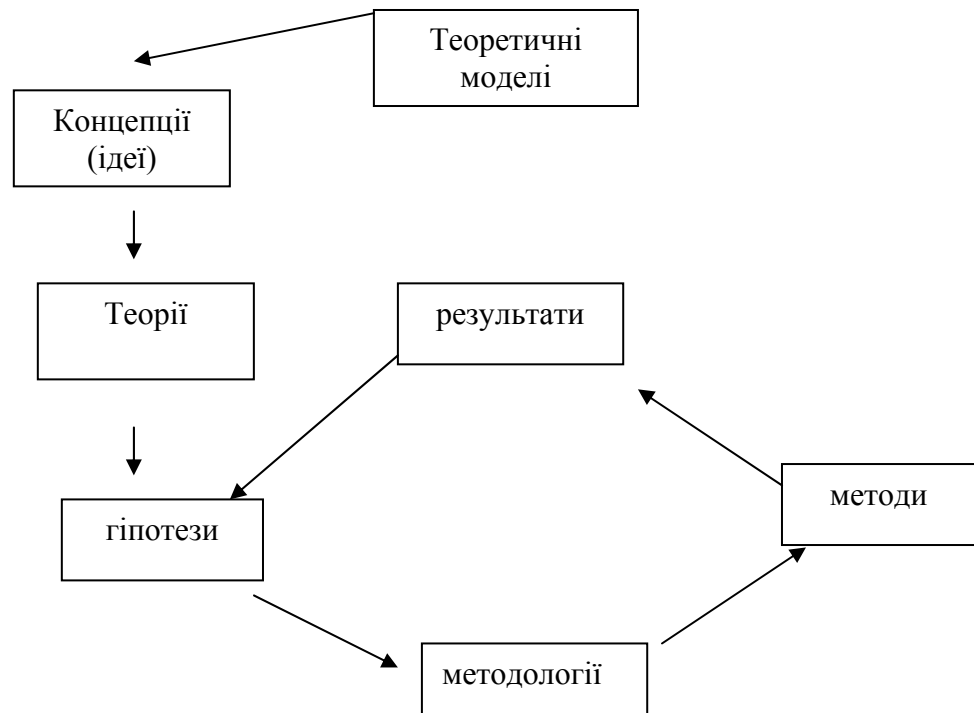 Теоретичні
моделі
Концепції
(ідеї)
Теорії
результати
методи
гіпотези
методології